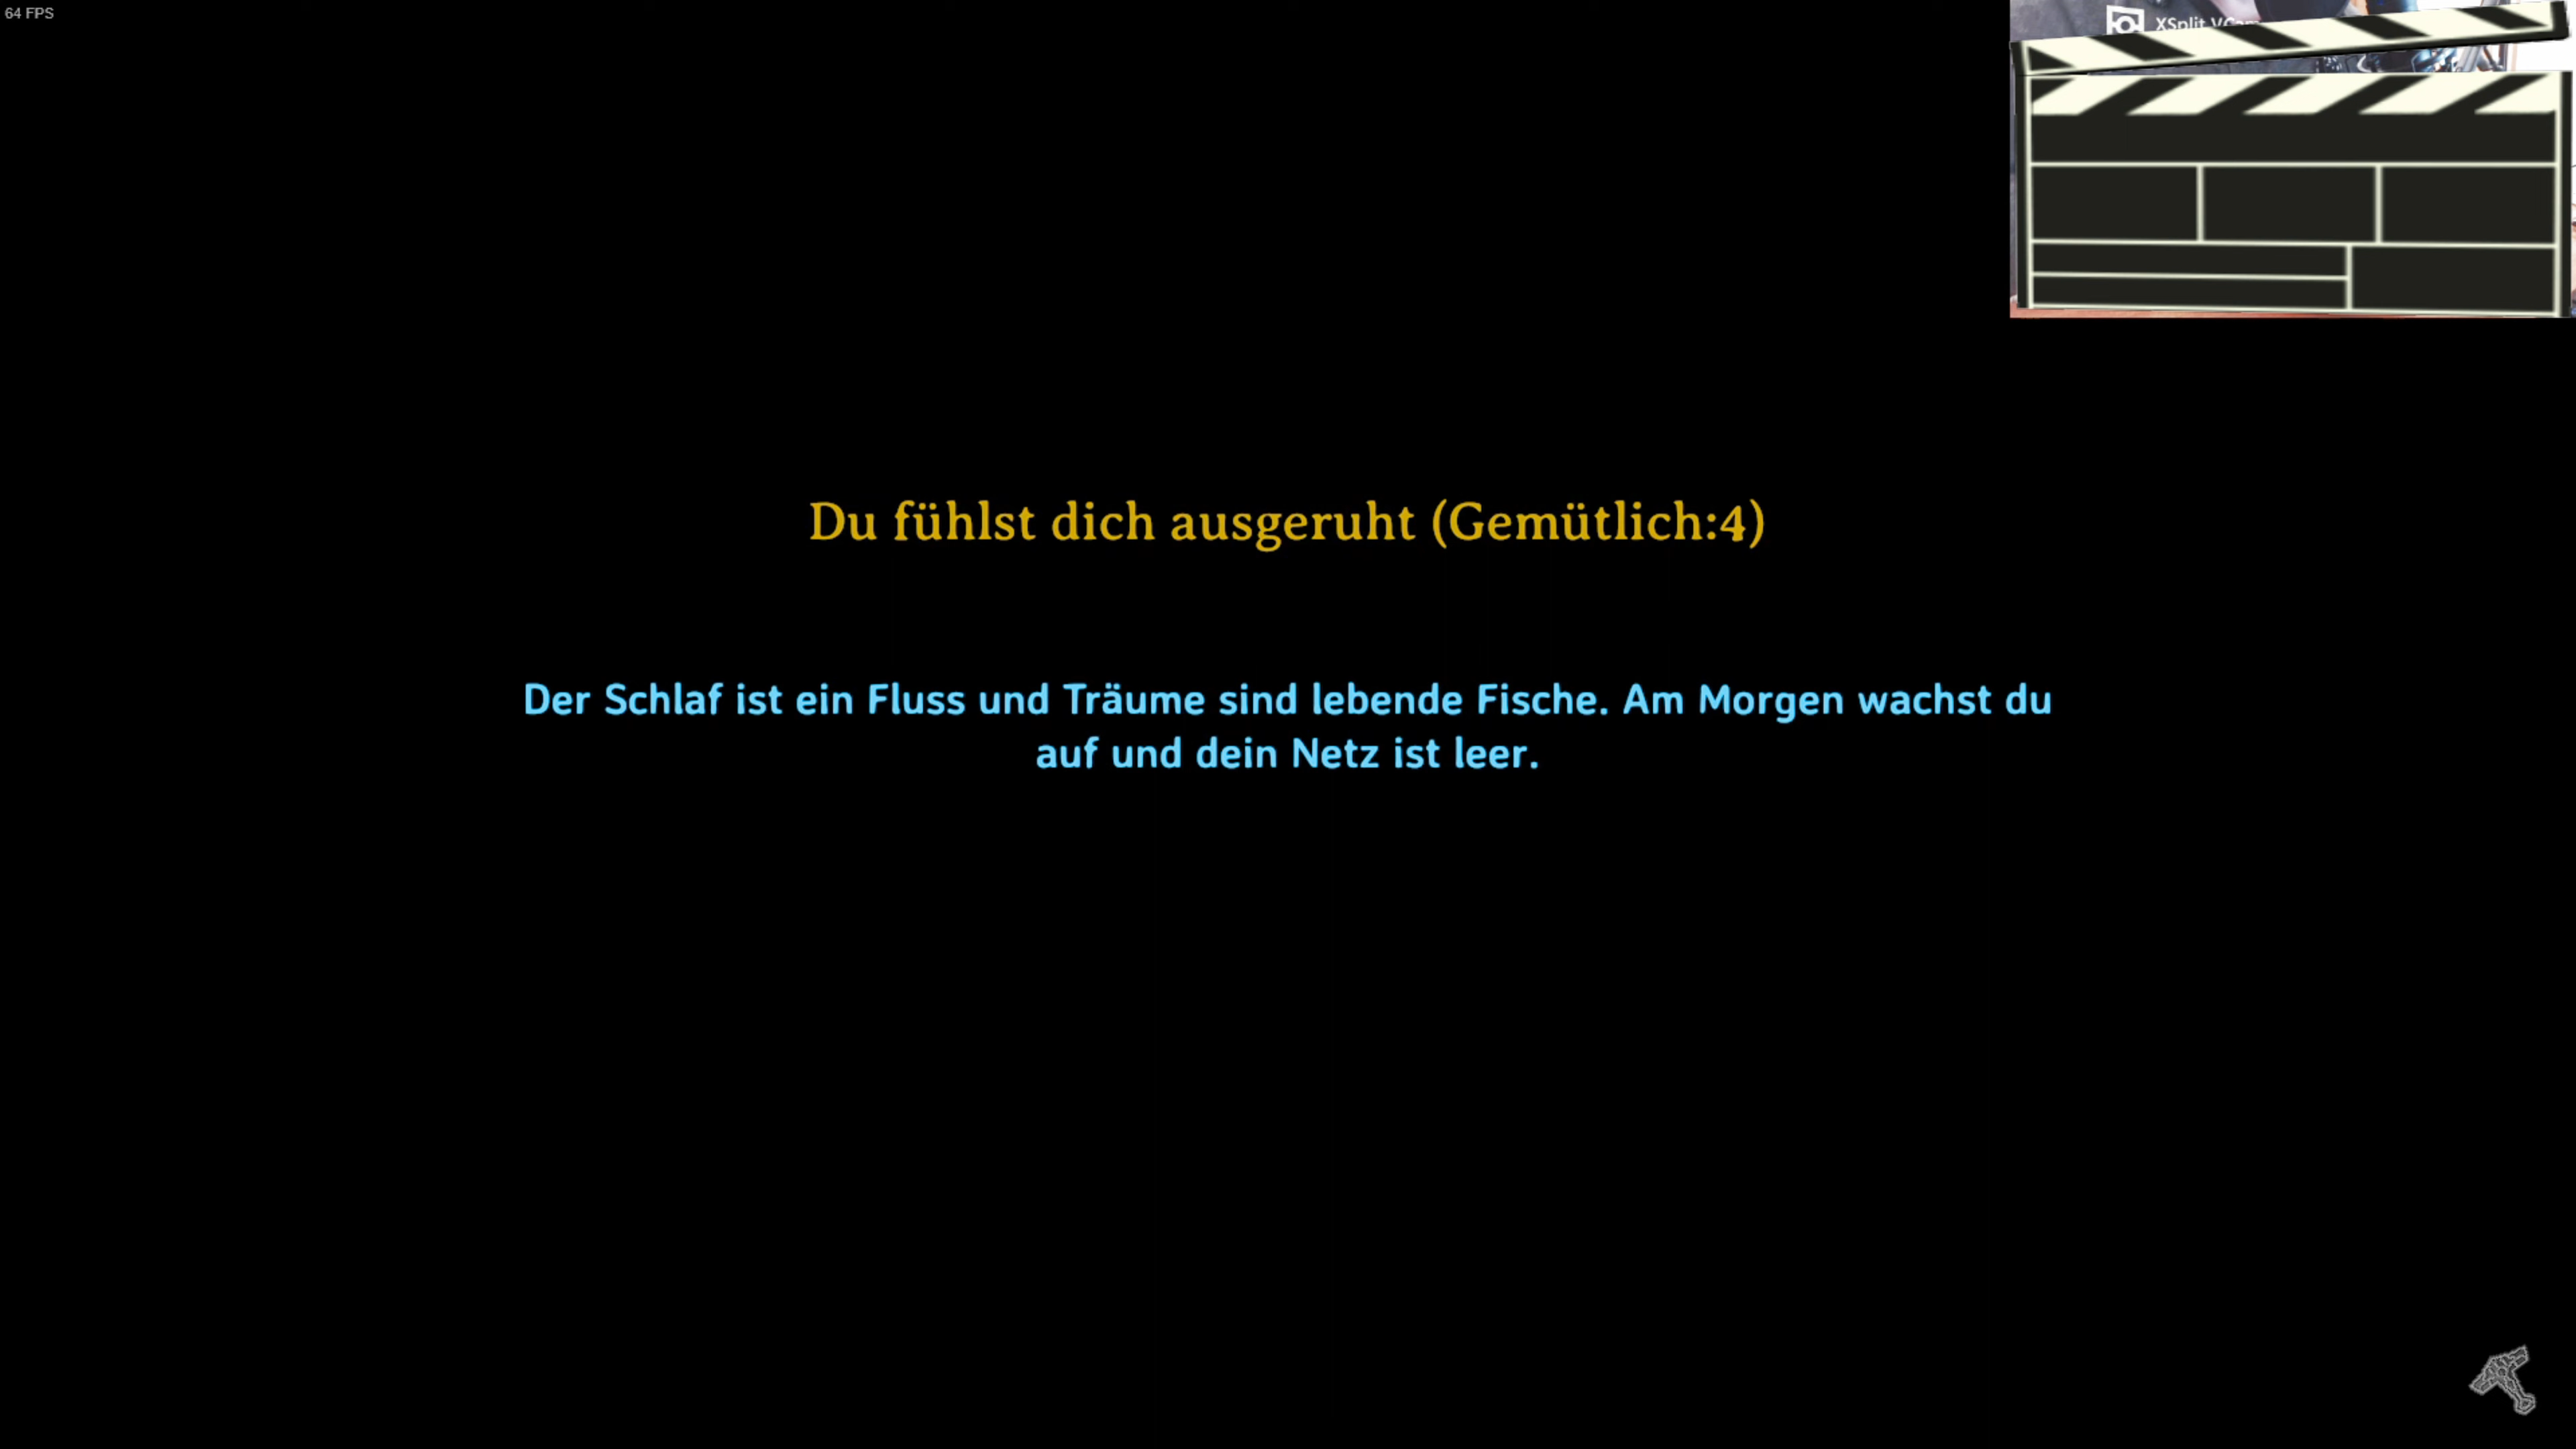 64 FPS
XSplit
Du fühlst dich ausgeruht (Gemütlich:4)
Der Schlaf ist ein Fluss und Träume sind lebende Fische. Am Morgen wachst du
auf und dein Netz ist leer.